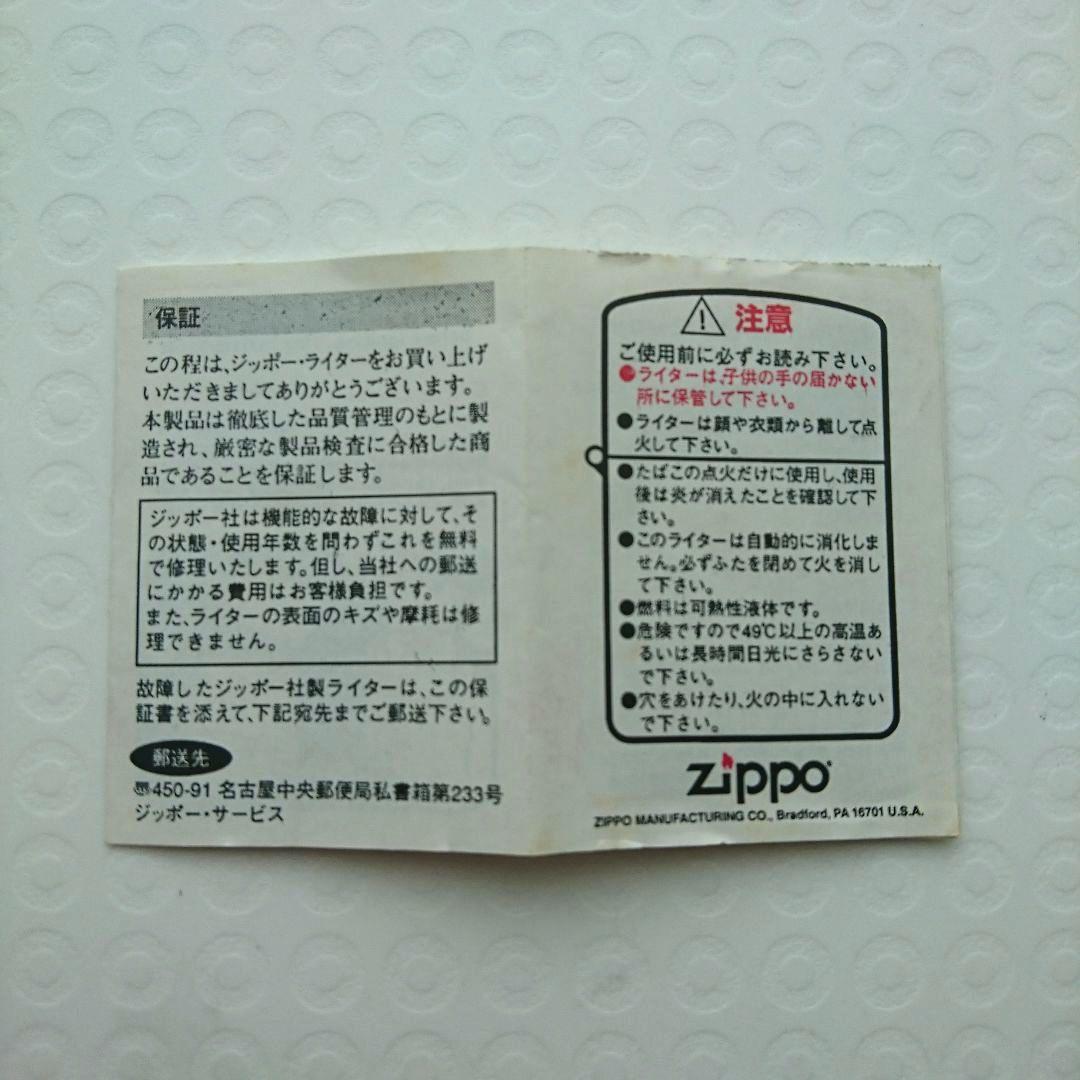 保証
この程は、ジッポー・ライターをお買い上げ
いただきましてありがとうございます。
本製品は徹底した品質管理のもとに製
造され、厳密な製品検査に合格した商
品であることを保証します。
ジッポー社は機能的な故障に対して、そ
の状態・使用年数を問わずこれを無料
で修理いたします。但し、当社への郵送
にかかる費用はお客様負担です。
また、ライターの表面のキズや摩耗は修
理できません。
故障したジッポー社製ライターは、この保
証書を添えて、下記宛先までご郵送下さい。
郵送先
〠450-91 名古屋中央郵便局私書箱第233号
ジッポー・サービス
注意
ご使用前に必ずお読み下さい。
●ライターは、子供の手の届かない
所に保管して下さい。
●ライターは顔や衣類から離して点
火して下さい。
●たばこの点火だけに使用し、使用
後は炎が消えたことを確認して下
さい。
●このライターは自動的に消化しま
せん。必ずふたを閉めて火を消し
て下さい。
●燃料は可熱性液体です。
●危険ですので49℃以上の高温あ
るいは長時間日光にさらさない
で下さい。
●穴をあけたり、火の中に入れない
で下さい。
zippo
ZIPPO MANUFACTURING CO., Bradford, PA 16701 U.S.A.